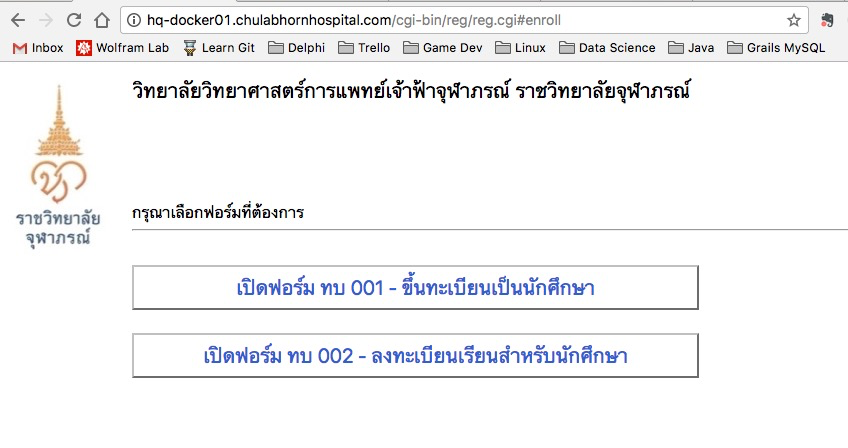 hq-docker01.chulabhornhospital.com/cgi-bin/reg/reg.cgi#enroll
Inbox Wolfram Lab Learn Git Delphi Trello Game Dev Linux Data Science Java Grails MySQL
วิทยาลัยวิทยาศาสตร์การแพทย์เจ้าฟ้าจุฬาภรณ์ ราชวิทยาลัยจุฬาภรณ์
ราชวิทยาลัย
จุฬาภรณ์
กรุณาเลือกฟอร์มที่ต้องการ
เปิดฟอร์ม ทบ 001 - ขึ้นทะเบียนเป็นนักศึกษา
เปิดฟอร์ม ทบ 002 - ลงทะเบียนเรียนสำหรับนักศึกษา